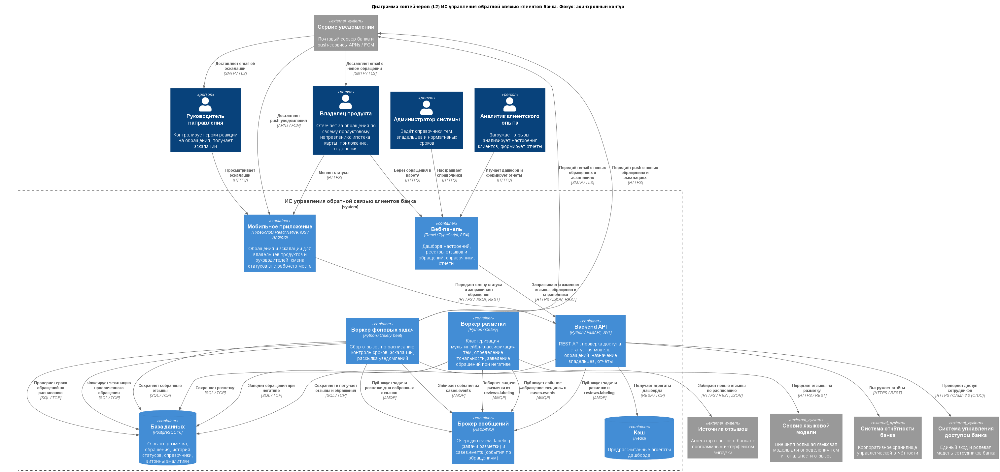 Диаграмма контейнеров (L2) ИС управления обратной связью клиентов банка. Фокус: асинхронный контур
«external_system»
Сервис уведомлений
Почтовый сервер банка и
push-сервисы APNs / FCM
Доставляет email об
эскалации
[SMTP / TLS]
Доставляет email о
новом обращении
[SMTP / TLS]
«person»
Руководитель
направления
Контролирует сроки реакции
на обращения, получает
эскалации
Доставляет
push-уведомления
[APNs / FCM]
«person»
Владелец продукта
Отвечает за обращения по
своему продуктовому
направлению: ипотека,
карты, приложение,
отделения
«person»
Администратор системы
Ведёт справочники тем,
владельцев и нормативных
сроков
«person»
Аналитик клиентского
опыта
Загружает отзывы,
анализирует настроения
клиентов, формирует отчёты
Просматривает
эскалации
[HTTPS]
Меняет статусы
[HTTPS]
Берёт обращения в
работу
[HTTPS]
Настраивает
справочники
[HTTPS]
Изучает дашборд и
формирует отчёты
[HTTPS]
Передаёт email о новых
обращениях и
эскалациях
[SMTP / TLS]
Передаёт push о новых
обращениях и
эскалациях
[HTTPS]
ИС управления обратной связью клиентов банка
[system]
«container»
Мобильное приложение
[TypeScript / React Native, iOS /
Android]
Обращения и эскалации для
владельцев продуктов и
руководителей, смена
статусов вне рабочего места
«container»
Веб-панель
[React / TypeScript, SPA]
Дашборд настроений,
реестры отзывов и
обращений, справочники,
отчёты
Передаёт смену статуса
и запрашивает
обращения
[HTTPS / JSON, REST]
Запрашивает и изменяет
отзывы, обращения и
справочники
[HTTPS / JSON, REST]
«container»
Воркер фоновых задач
[Python / Celery beat]
Сбор отзывов по расписанию,
контроль сроков, эскалации,
рассылка уведомлений
«container»
Воркер разметки
[Python / Celery]
Кластеризация,
мультилейбл-классификация
тем, определение
тональности, заведение
обращений при негативе
«container»
Backend API
[Python / FastAPI, JWT]
REST API, проверка доступа,
статусная модель
обращений, назначение
владельцев, отчёты
Проверяет сроки
обращений по
расписанию
[SQL / TCP]
Фиксирует эскалацию
просроченного
обращения
[SQL / TCP]
Сохраняет собранные
отзывы
[SQL / TCP]
Сохраняет разметку
[SQL / TCP]
Заводит обращения при
негативе
[SQL / TCP]
Сохраняет и получает
отзывы и обращения
[SQL / TCP]
Публикует задачи
разметки для собранных
отзывов
[AMQP]
Забирает события из
cases.events
[AMQP]
Забирает задачи
разметки из
reviews.labeling
[AMQP]
Публикует событие
«обращение создано» в
cases.events
[AMQP]
Публикует задачи
разметки в
reviews.labeling
[AMQP]
Получает агрегаты
дашборда
[RESP / TCP]
Забирает новые отзывы
по расписанию
[HTTPS / REST, JSON]
Передаёт отзывы на
разметку
[HTTPS / REST]
Выгружает отчёты
[HTTPS / REST]
Проверяет доступ
сотрудников
[HTTPS / OAuth 2.0 (OIDC)]
«container»
База данных
[PostgreSQL 16]
Отзывы, разметка,
обращения, история
статусов, справочники,
витрины аналитики
«container»
Брокер сообщений
[RabbitMQ]
Очереди reviews.labeling
(задачи разметки) и
cases.events (события по
обращениям)
«container»
Кэш
[Redis]
Предрассчитанные агрегаты
дашборда
«external_system»
Источник отзывов
Агрегатор отзывов о банках с
программным интерфейсом
выгрузки
«external_system»
Сервис языковой
модели
Внешняя большая языковая
модель для определения тем
и тональности отзывов
«external_system»
Система отчётности
банка
Корпоративное хранилище
управленческой отчётности
«external_system»
Система управления
доступом банка
Единый вход и ролевая
модель сотрудников банка